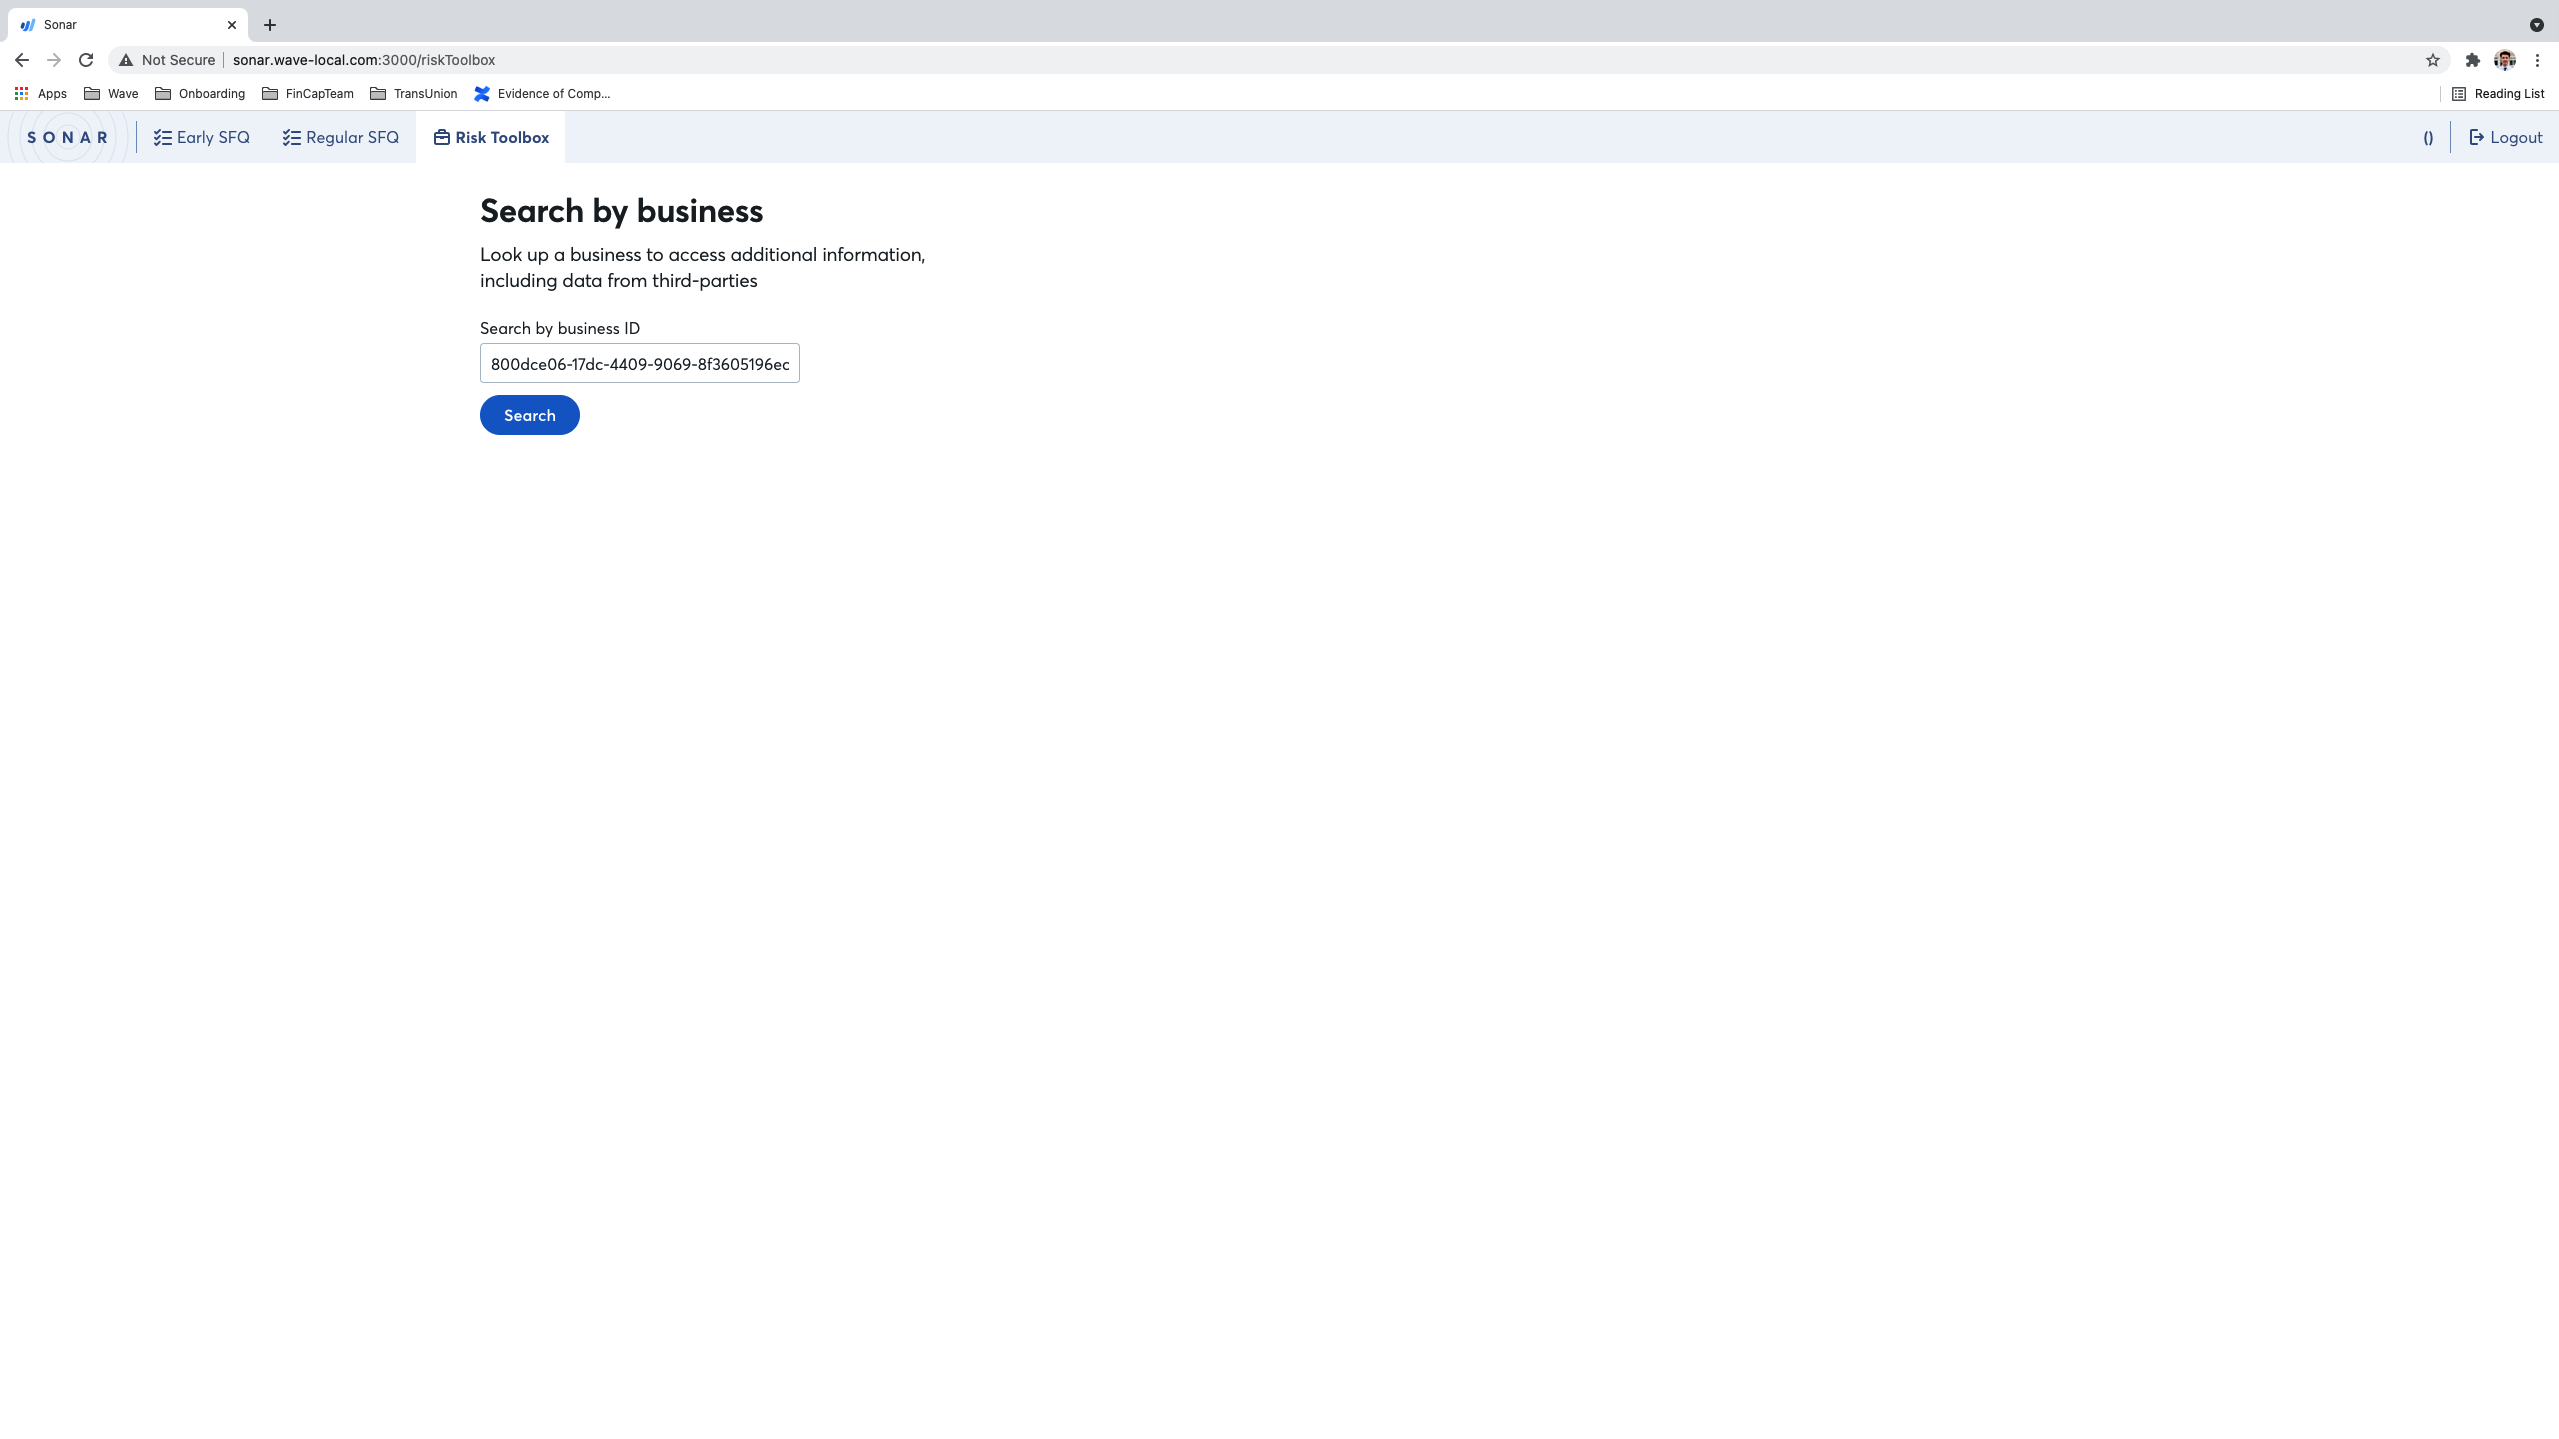 Sonar
Not Secure sonar.wave-local.com:3000/riskToolbox
Apps Wave Onboarding FinCapTeam TransUnion Evidence of Comp... Reading List
SONAR Early SFQ Regular SFQ Risk Toolbox () Logout
Search by business
Look up a business to access additional information,
including data from third-parties
Search by business ID
800dce06-17dc-4409-9069-8f3605196ec
Search